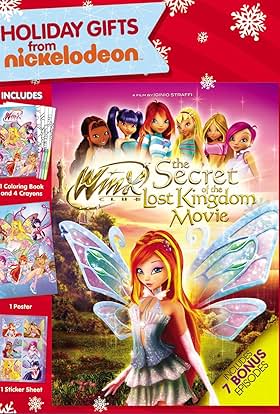 HOLIDAY GIFTS
from
nickelodeon
INCLUDES
1 Coloring Book
and 4 Crayons
1 Poster
1 Sticker Sheet
A FILM BY IGINIO STRAFFI
Winx
CLUB
the
Secret
of the
Lost Kingdom
Movie
INCLUDES
7 BONUS
EPISODES